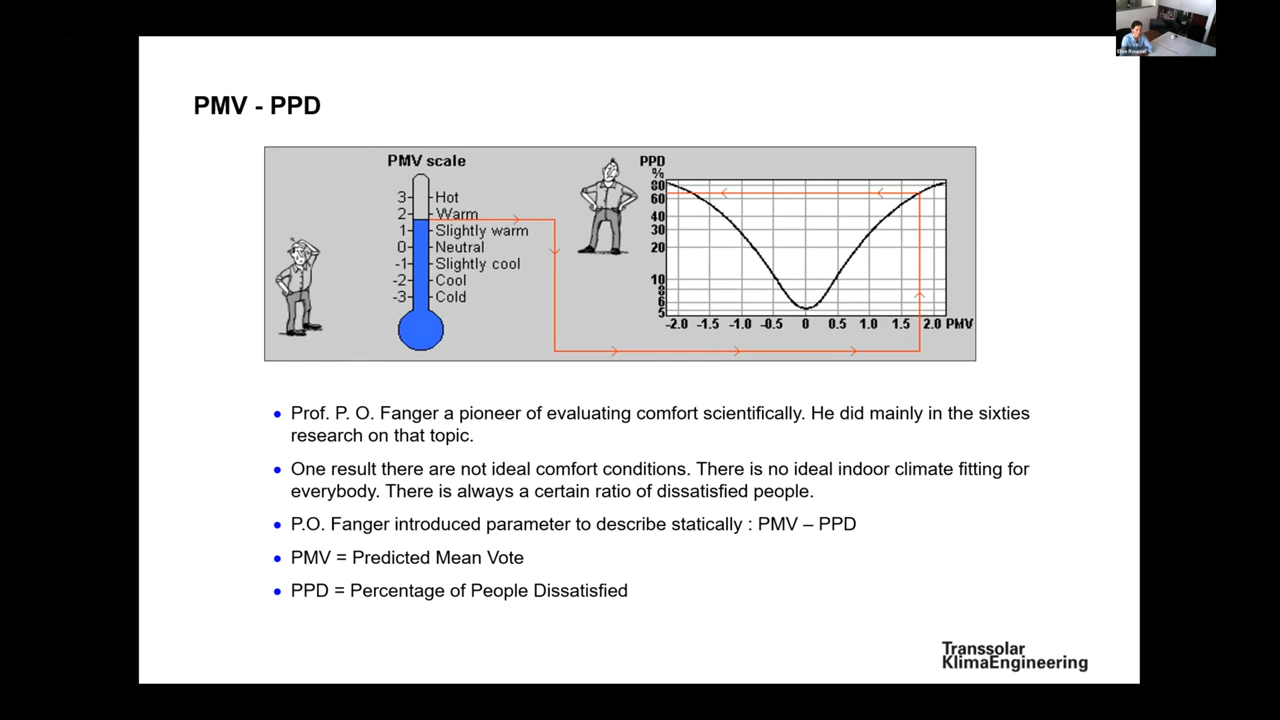 PMV - PPD
PMV scale
3 Hot
2 Warm
1 Slightly warm
0 Neutral
-1 Slightly cool
-2 Cool
-3 Cold
PPD
%
80
60
40
30
20
10
8
6
5
-2.0 -1.5 -1.0 -0.5 0 0.5 1.0 1.5 2.0 PMV
Prof. P. O. Fanger a pioneer of evaluating comfort scientifically. He did mainly in the sixties
research on that topic.
One result there are not ideal comfort conditions. There is no ideal indoor climate fitting for
everybody. There is always a certain ratio of dissatisfied people.
P.O. Fanger introduced parameter to describe statically : PMV – PPD
PMV = Predicted Mean Vote
PPD = Percentage of People Dissatisfied
Transsolar
KlimaEngineering